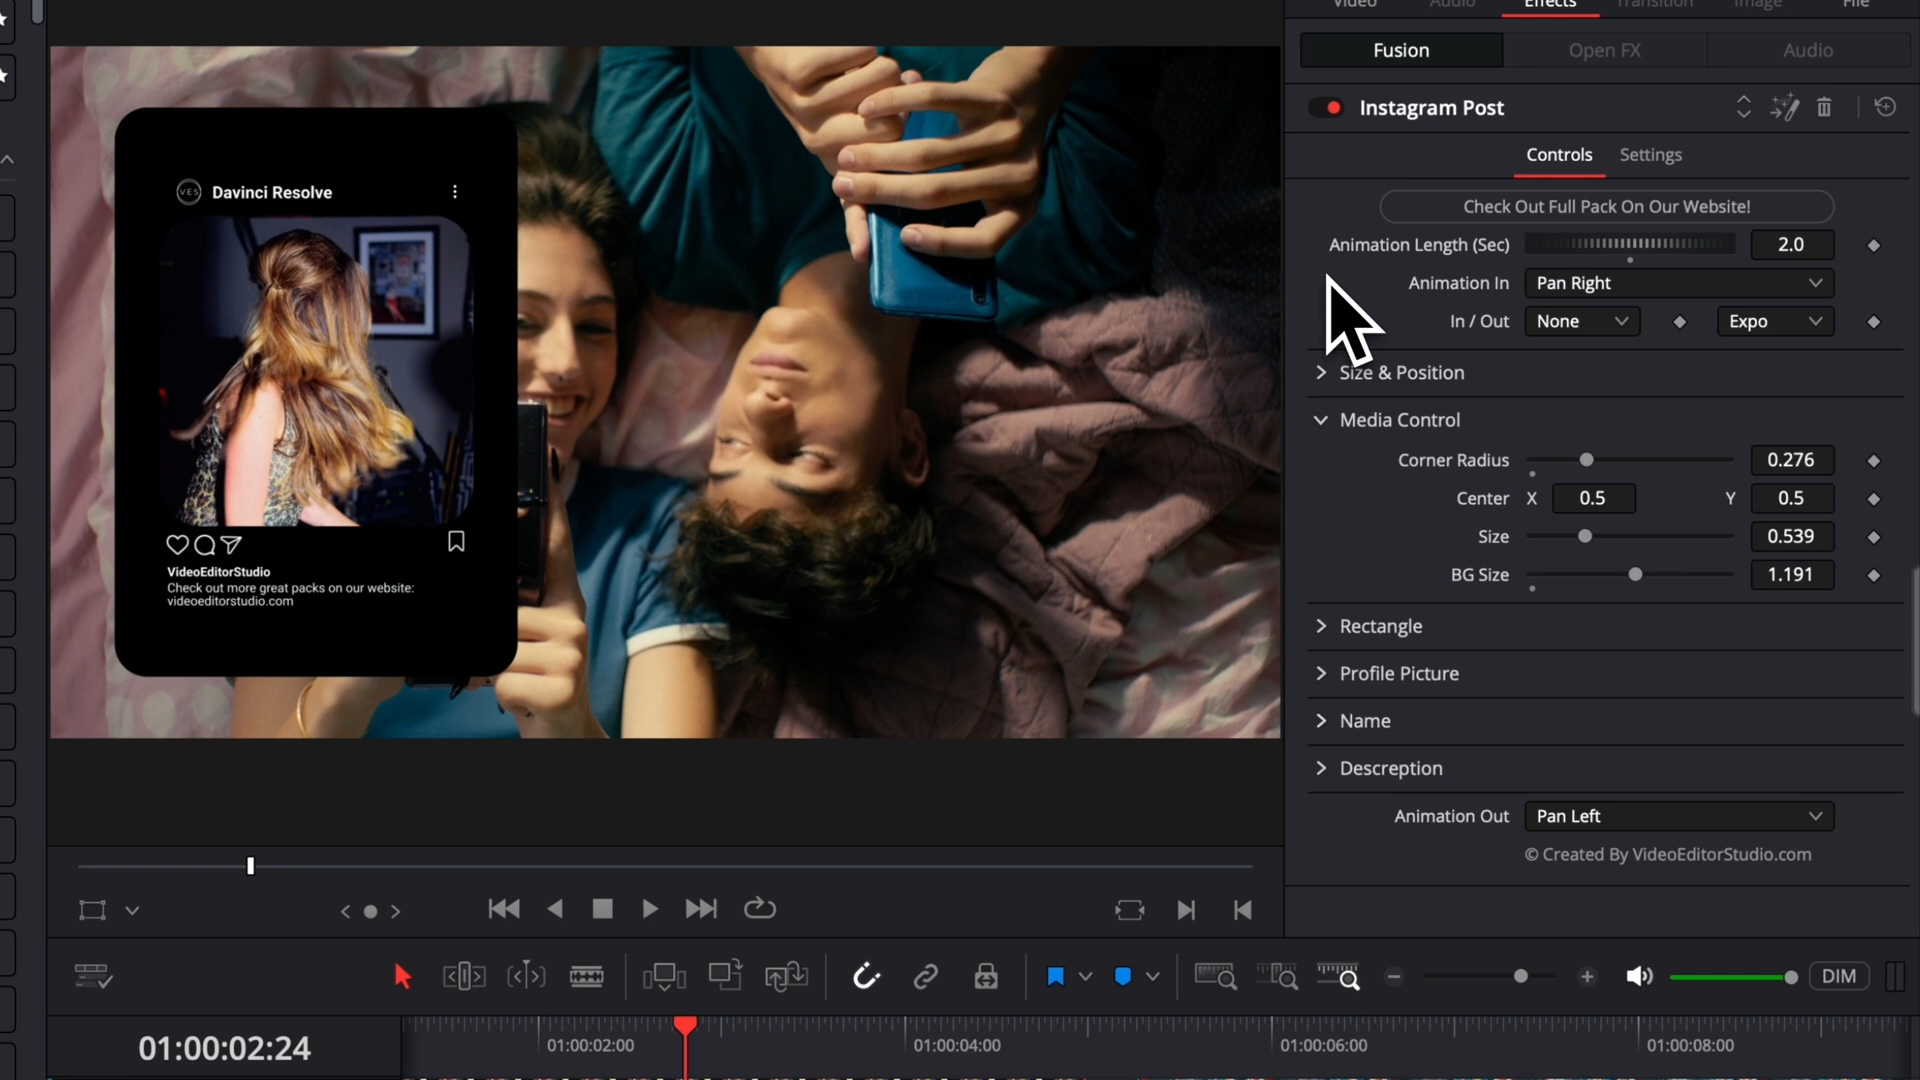 Video Audio Effects Transition Image File
Fusion Open FX Audio
Instagram Post
Controls Settings
Check Out Full Pack On Our Website!
Animation Length (Sec) 2.0
Animation In Pan Right
In / Out None Expo
Size & Position
Media Control
Corner Radius 0.276
Center X 0.5 Y 0.5
Size 0.539
BG Size 1.191
Rectangle
Profile Picture
Name
Descreption
Animation Out Pan Left
© Created By VideoEditorStudio.com
VES Davinci Resolve
VideoEditorStudio
Check out more great packs on our website:
videoeditorstudio.com
DIM
01:00:02:24
01:00:02:00 01:00:04:00 01:00:06:00 01:00:08:00